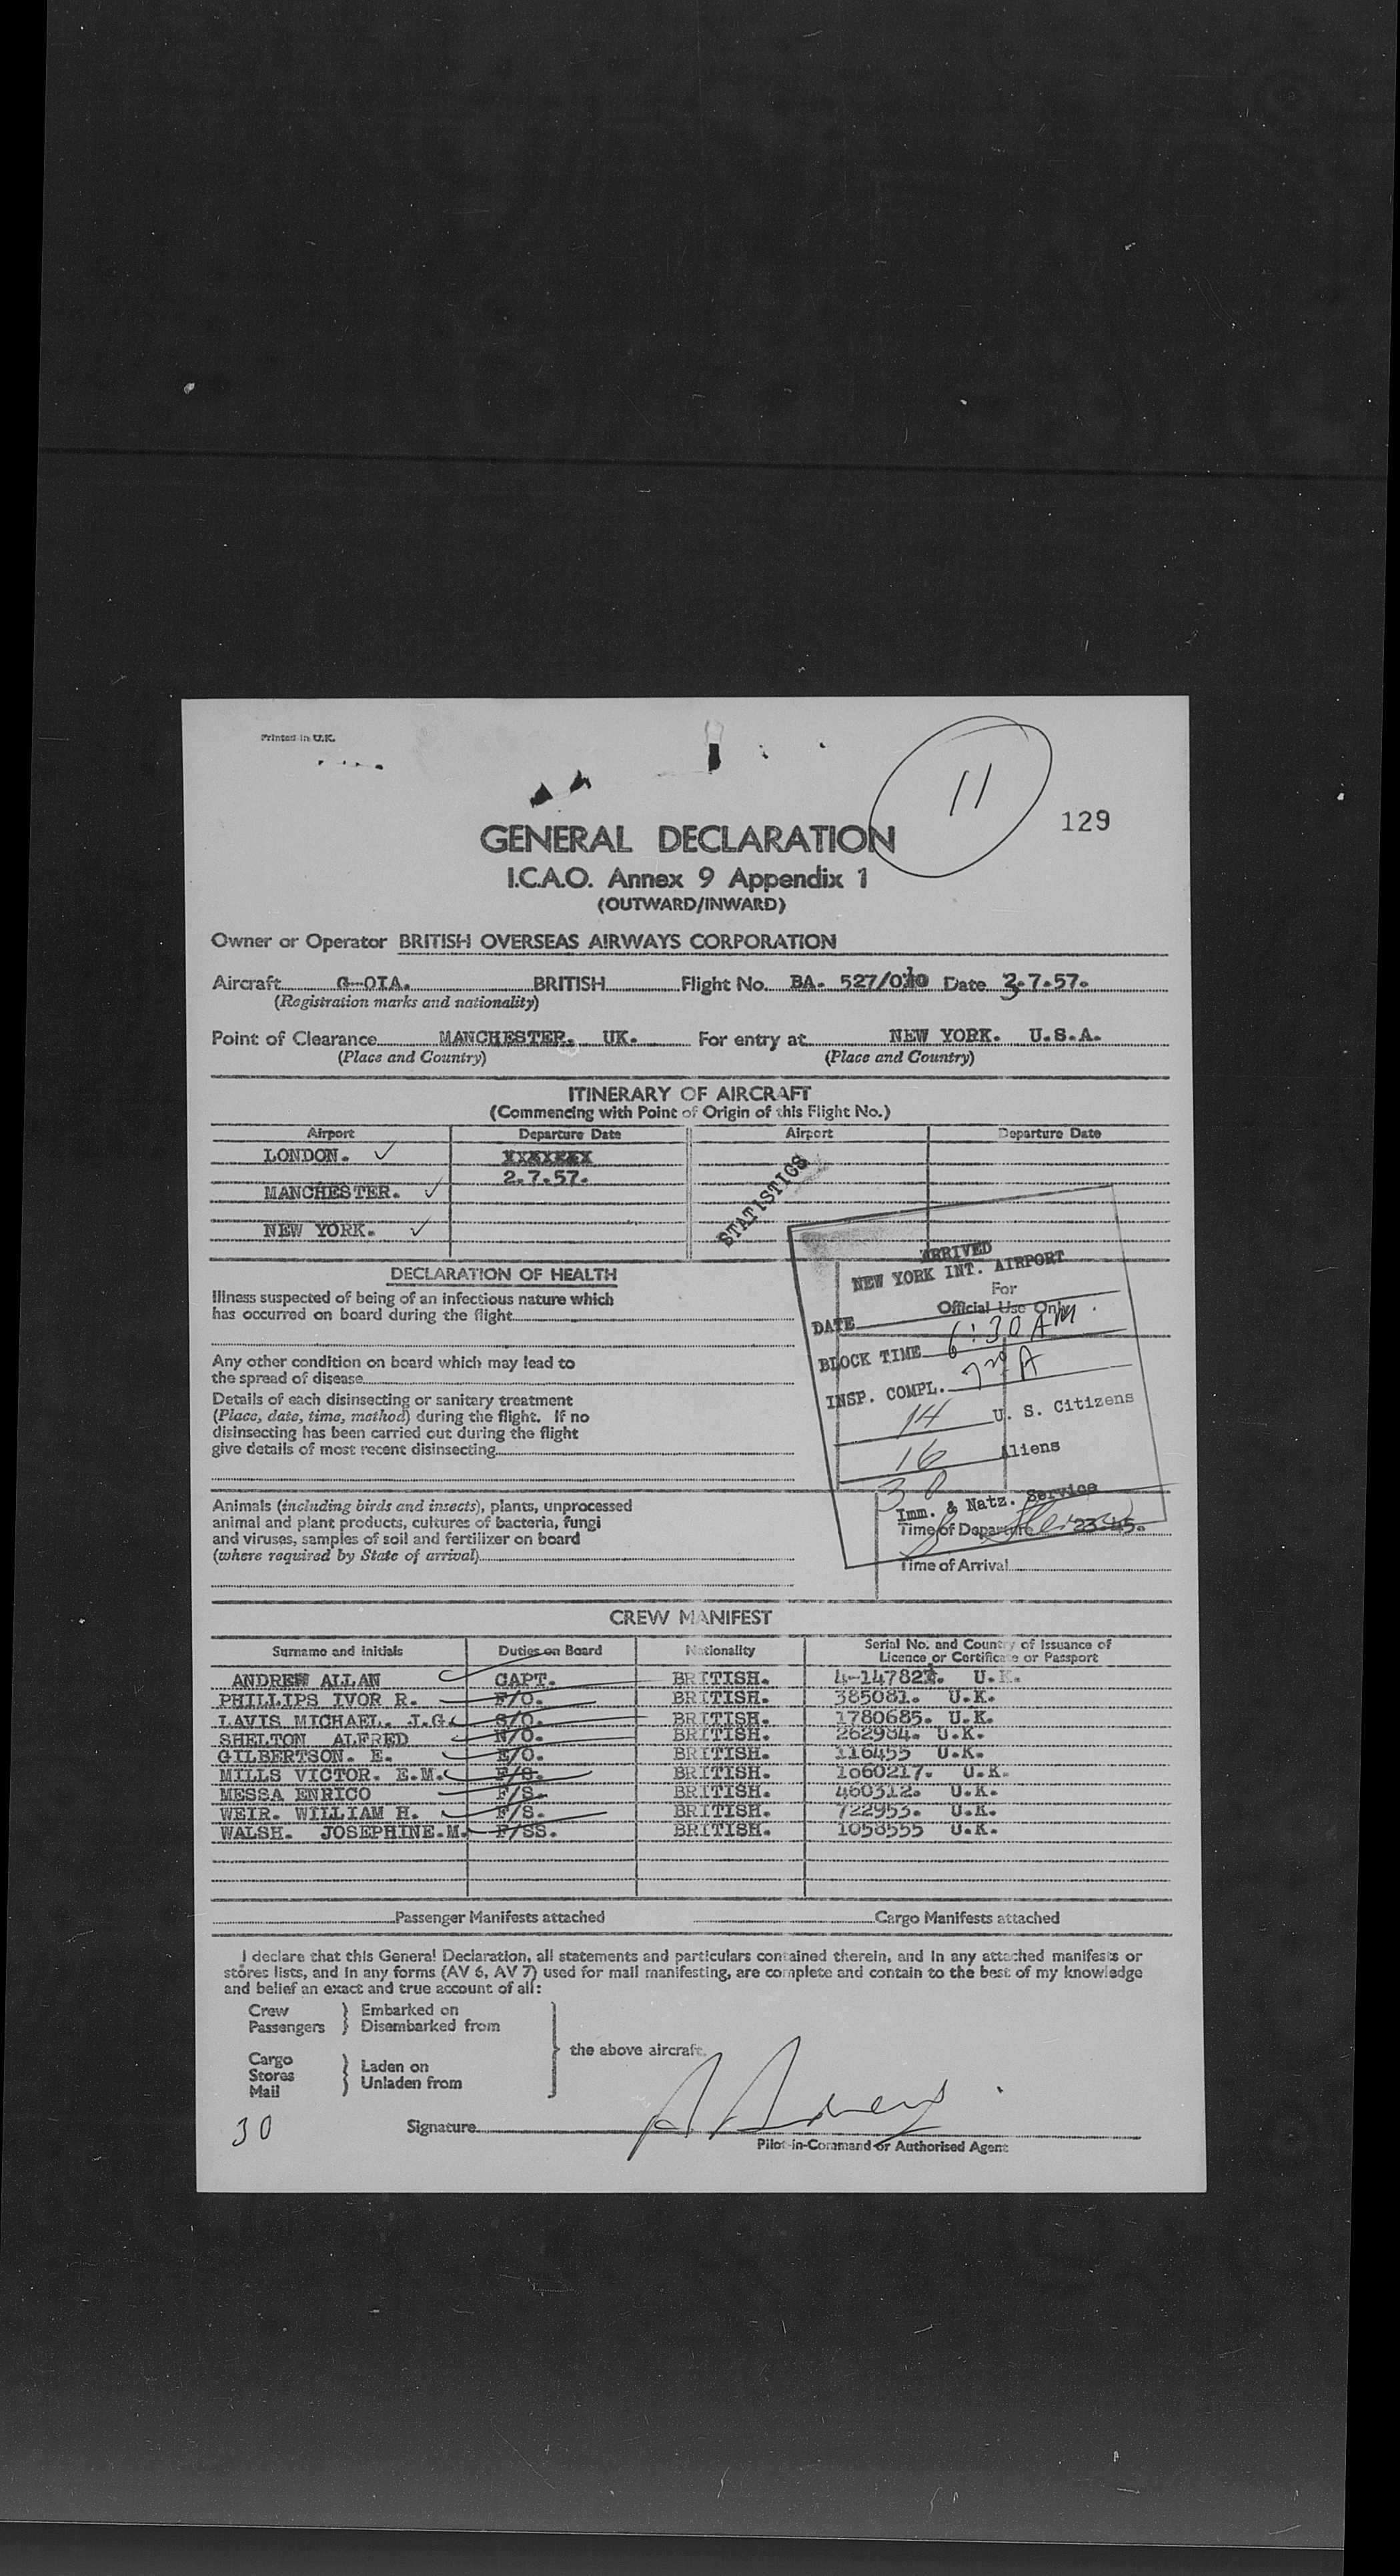 Printed in U.K.
11
129
GENERAL DECLARATION
I.C.A.O. Annex 9 Appendix 1
(OUTWARD/INWARD)
Owner or Operator BRITISH OVERSEAS AIRWAYS CORPORATION
Aircraft G-OIA. BRITISH Flight No. BA. 527/010 Date 3.7.57.
(Registration marks and nationality)
Point of Clearance MANCHESTER. UK. For entry at NEW YORK. U.S.A.
(Place and Country) (Place and Country)
ITINERARY OF AIRCRAFT
(Commencing with Point of Origin of this Flight No.)
Airport Departure Date Airport Departure Date
LONDON. XXXXXXX
2.7.57.
MANCHESTER.
NEW YORK.
STATISTICS
ARRIVED
NEW YORK INT. AIRPORT
For
Official Use Only
DATE
BLOCK TIME 6:30 AM
INSP. COMPL. 7 A
14 U. S. Citizens
16 Aliens
30
Imm. & Natz. Service
Time of Departure 23.45.
Time of Arrival
DECLARATION OF HEALTH
Illness suspected of being of an infectious nature which
has occurred on board during the flight
Any other condition on board which may lead to
the spread of disease
Details of each disinsecting or sanitary treatment
(Place, date, time, method) during the flight. If no
disinsecting has been carried out during the flight
give details of most recent disinsecting
Animals (including birds and insects), plants, unprocessed
animal and plant products, cultures of bacteria, fungi
and viruses, samples of soil and fertilizer on board
(where required by State of arrival)
CREW MANIFEST
Surname and Initials Duties on Board Nationality Serial No. and Country of Issuance of
Licence or Certificate or Passport
ANDREW ALLAN CAPT. BRITISH. U.K.
PHILLIPS IVOR R. F/O. BRITISH. 385081. U.K.
LAVIS MICHAEL. J.G. S/O. BRITISH. 1780685. U.K.
SHELTON ALFRED N/O. BRITISH. 262984. U.K.
GILBERTSON. E. E/O. BRITISH. 116455 U.K.
MILLS VICTOR. E.M. F/S. BRITISH. 1060217. U.K.
MESSA ENRICO F/S. BRITISH. 460312. U.K.
WEIR. WILLIAM H. F/S. BRITISH. 722953. U.K.
WALSH. JOSEPHINE.M. F/SS. BRITISH. 1058555 U.K.
Passenger Manifests attached Cargo Manifests attached
I declare that this General Declaration, all statements and particulars contained therein, and in any attached manifests or
stores lists, and in any forms (AV 6, AV 7) used for mail manifesting, are complete and contain to the best of my knowledge
and belief an exact and true account of all:
Crew Embarked on
Passengers Disembarked from
the above aircraft.
Cargo
Stores Laden on
Mail Unladen from
30
Signature
Pilot-in-Command or Authorised Agent